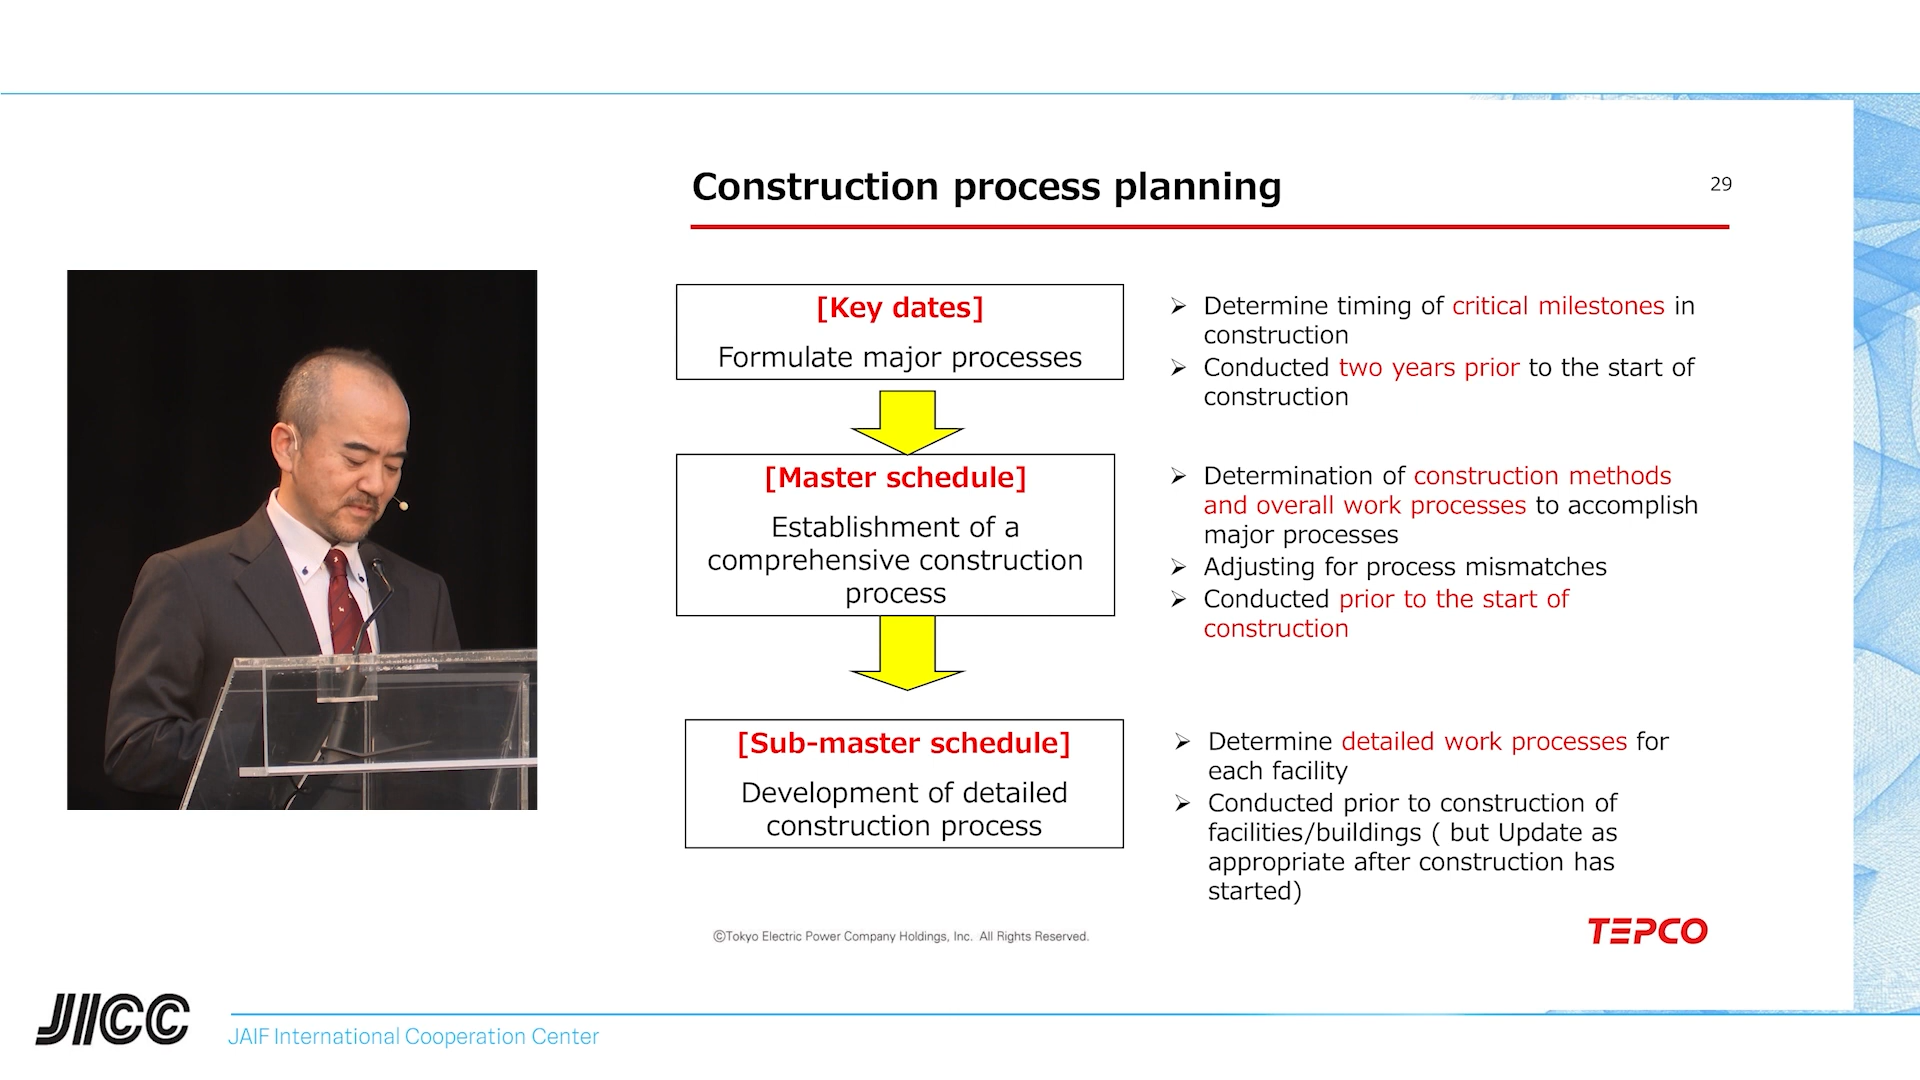 Construction process planning
29
[Key dates]
Formulate major processes
➢ Determine timing of critical milestones in
construction
➢ Conducted two years prior to the start of
construction
[Master schedule]
Establishment of a
comprehensive construction
process
➢ Determination of construction methods
and overall work processes to accomplish
major processes
➢ Adjusting for process mismatches
➢ Conducted prior to the start of
construction
[Sub-master schedule]
Development of detailed
construction process
➢ Determine detailed work processes for
each facility
➢ Conducted prior to construction of
facilities/buildings ( but Update as
appropriate after construction has
started)
©Tokyo Electric Power Company Holdings, Inc. All Rights Reserved.
TEPCO
JICC
JAIF International Cooperation Center